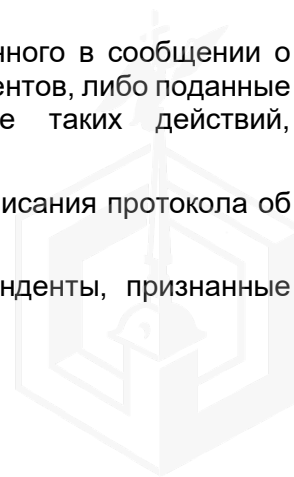 нного в сообщении о
ентов, либо поданные
е таких действий,
исания протокола об
нденты, признанные